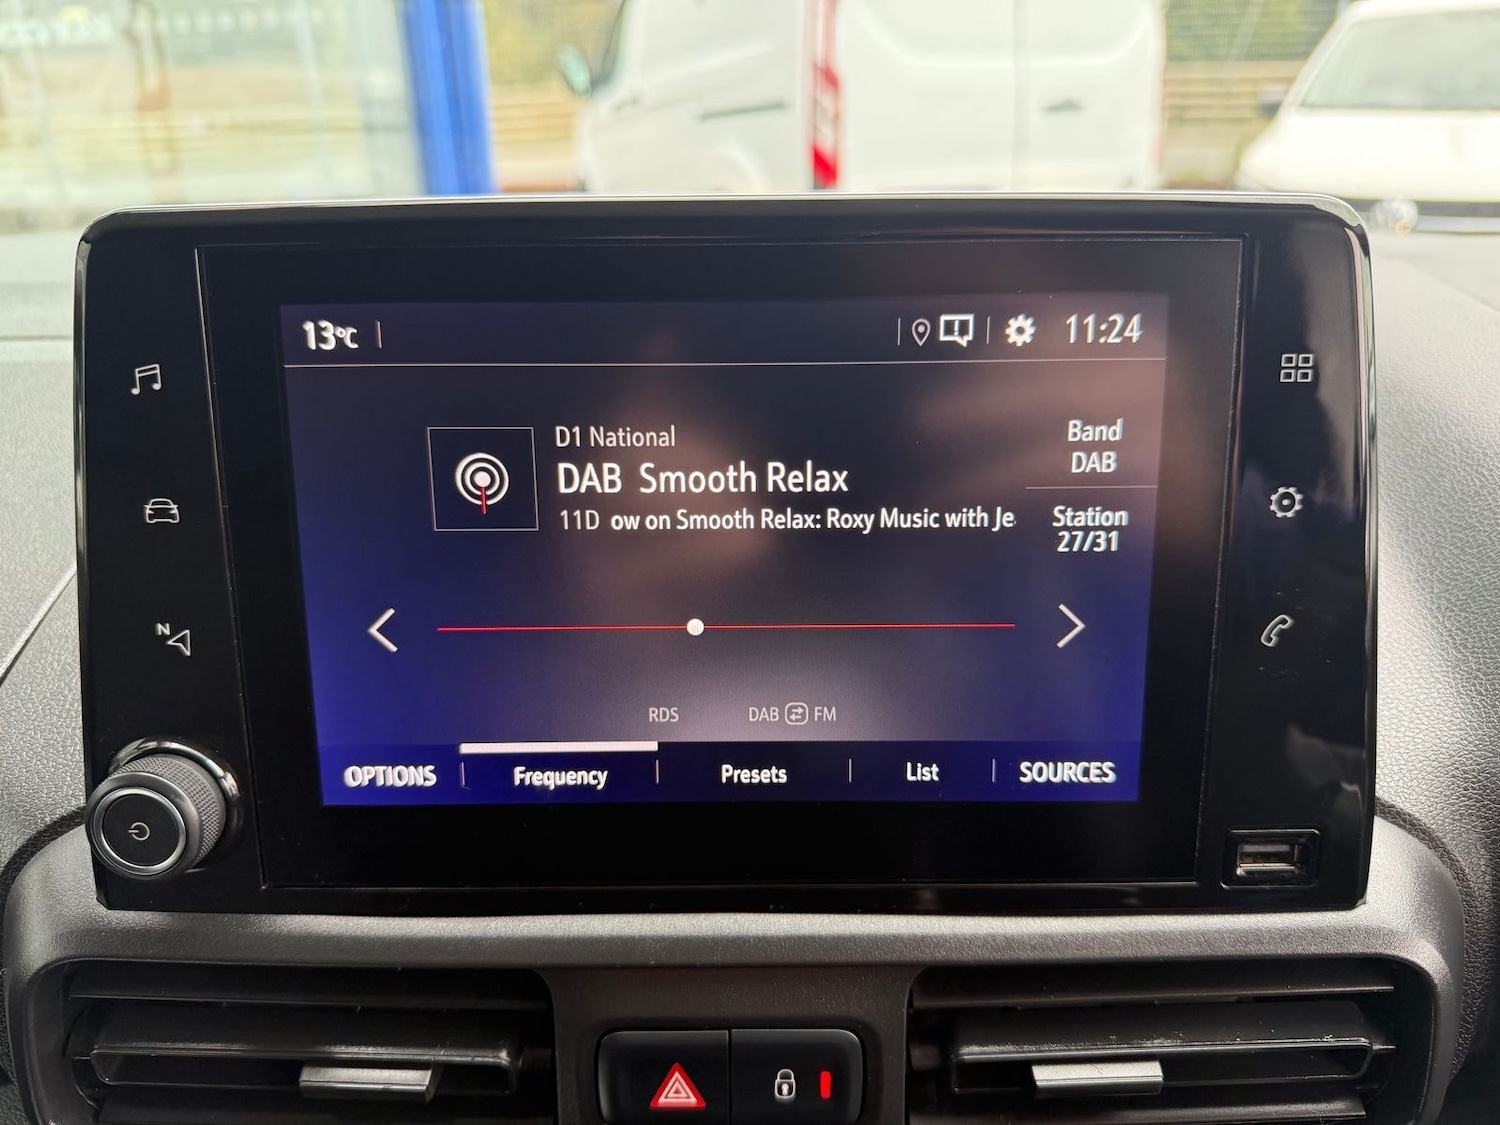 13°C
11:24
D1 National
DAB Smooth Relax
11D ow on Smooth Relax: Roxy Music with Je
Band
DAB
Station
27/31
N
RDS
DAB FM
OPTIONS
Frequency
Presets
List
SOURCES